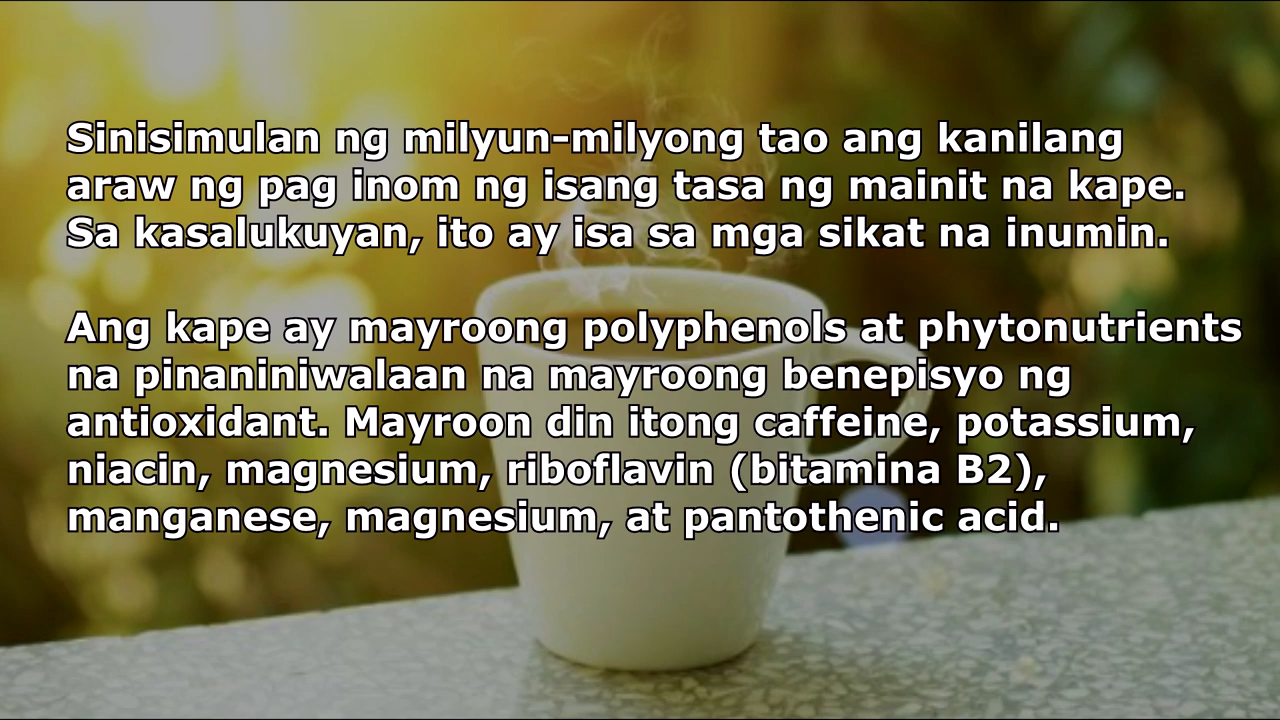 Sinisimulan ng milyun-milyong tao ang kanilang
araw ng pag inom ng isang tasa ng mainit na kape.
Sa kasalukuyan, ito ay isa sa mga sikat na inumin.
Ang kape ay mayroong polyphenols at phytonutrients
na pinaniniwalaan na mayroong benepisyo ng
antioxidant. Mayroon din itong caffeine, potassium,
niacin, magnesium, riboflavin (bitamina B2),
manganese, magnesium, at pantothenic acid.